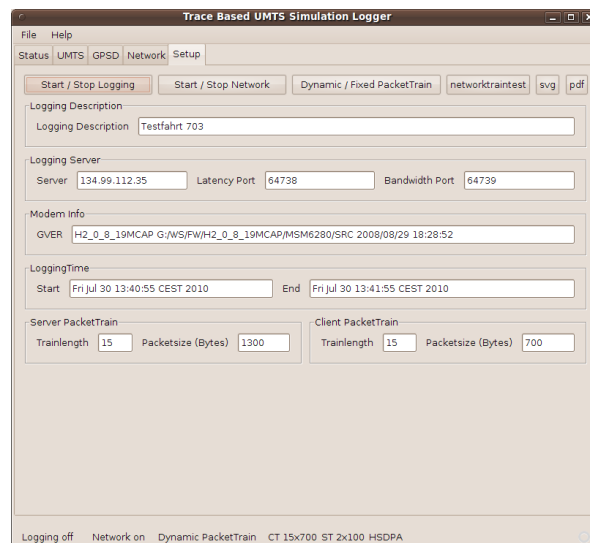 Trace Based UMTS Simulation Logger
File Help
Status UMTS GPSD Network Setup
Start / Stop Logging Start / Stop Network Dynamic / Fixed PacketTrain networktraintest svg pdf
Logging Description
Logging Description Testfahrt 703
Logging Server
Server 134.99.112.35 Latency Port 64738 Bandwidth Port 64739
Modem Info
GVER H2_0_8_19MCAP G:/WS/FW/H2_0_8_19MCAP/MSM6280/SRC 2008/08/29 18:28:52
LoggingTime
Start Fri Jul 30 13:40:55 CEST 2010 End Fri Jul 30 13:41:55 CEST 2010
Server PacketTrain Client PacketTrain
Trainlength 15 Packetsize (Bytes) 1300 Trainlength 15 Packetsize (Bytes) 700
Logging off Network on Dynamic PacketTrain CT 15x700 ST 2x100 HSDPA